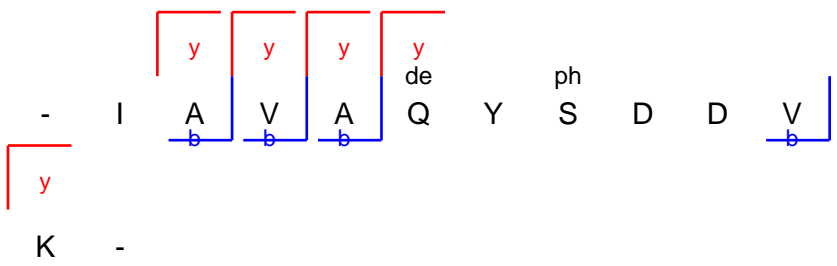 y y y y
de ph
- I A V A Q Y S D D V
b b b b
y
K -